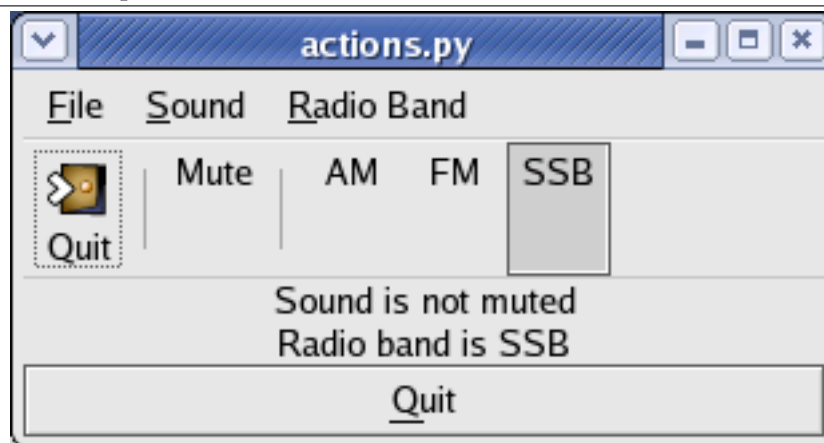 actions.py
File Sound Radio Band
Mute AM FM SSB
Quit
Sound is not muted
Radio band is SSB
Quit